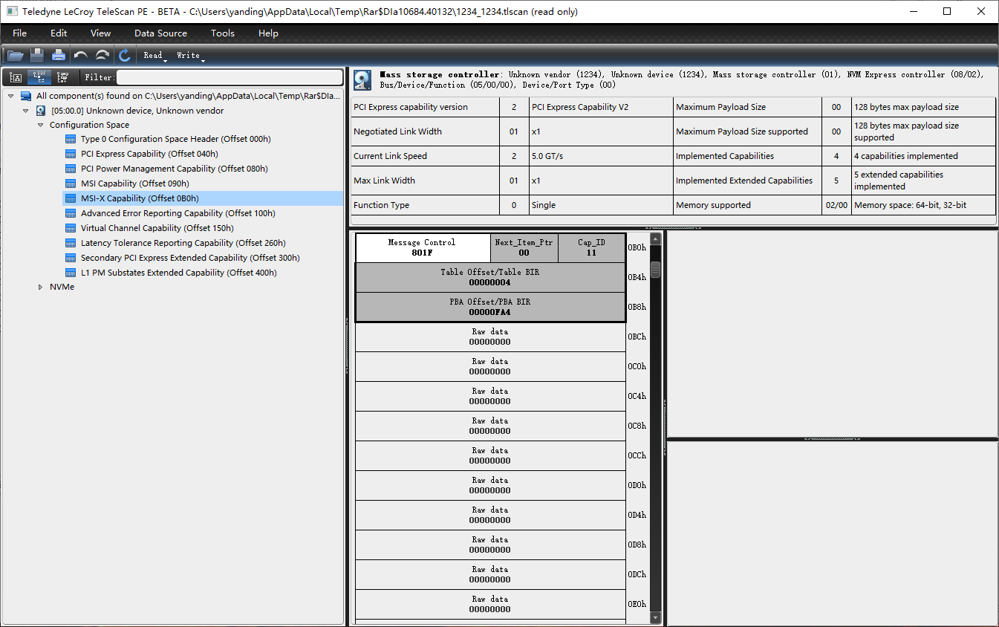 Teledyne LeCroy TeleScan PE - BETA - C:\Users\yanding\AppData\Local\Temp\Rar$DIa10684.40132\1234_1234.tlscan (read only)
File Edit View Data Source Tools Help
Read Write
Filter:
All component(s) found on C:\Users\yanding\AppData\Local\Temp\Rar$DIa...
[05:00.0] Unknown device, Unknown vendor
Configuration Space
Type 0 Configuration Space Header (Offset 000h)
PCI Express Capability (Offset 040h)
PCI Power Management Capability (Offset 080h)
MSI Capability (Offset 090h)
MSI-X Capability (Offset 0B0h)
Advanced Error Reporting Capability (Offset 100h)
Virtual Channel Capability (Offset 150h)
Latency Tolerance Reporting Capability (Offset 260h)
Secondary PCI Express Extended Capability (Offset 300h)
L1 PM Substates Extended Capability (Offset 400h)
NVMe
Mass storage controller: Unknown vendor (1234), Unknown device (1234), Mass storage controller (01), NVM Express controller (08/02),
Bus/Device/Function (05/00/00), Device/Port Type (00)
PCI Express capability version 2 PCI Express Capability V2 Maximum Payload Size 00 128 bytes max payload size
Negotiated Link Width 01 x1 Maximum Payload Size supported 00 128 bytes max payload size
supported
Current Link Speed 2 5.0 GT/s Implemented Capabilities 4 4 capabilities implemented
Max Link Width 01 x1 Implemented Extended Capabilities 5 5 extended capabilities
implemented
Function Type 0 Single Memory supported 02/00 Memory space: 64-bit, 32-bit
Message Control Next_Item_Ptr Cap_ID
801F 00 11 0B0h
Table Offset/Table BIR
00000004 0B4h
PBA Offset/PBA BIR
00000FA4 0B8h
Raw data
00000000 0BCh
Raw data
00000000 0C0h
Raw data
00000000 0C4h
Raw data
00000000 0C8h
Raw data
00000000 0CCh
Raw data
00000000 0D0h
Raw data
00000000 0D4h
Raw data
00000000 0D8h
Raw data
00000000 0DCh
Raw data
00000000 0E0h